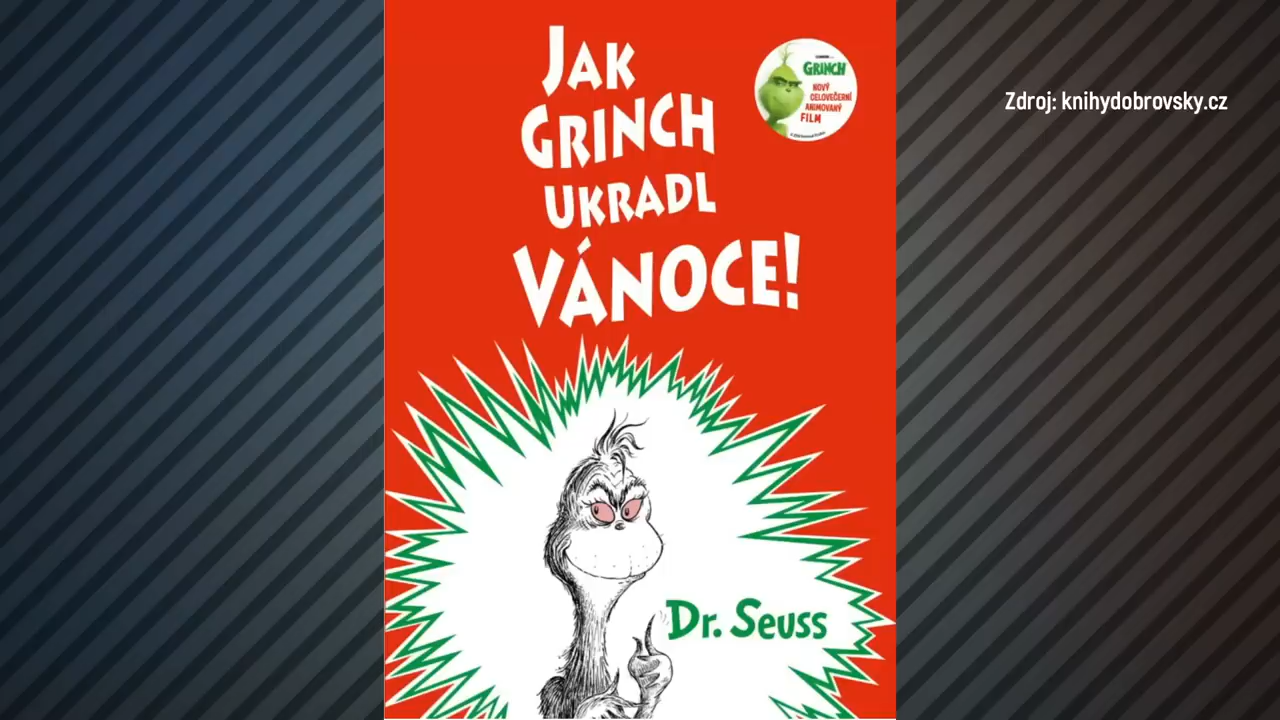 JAK
GRINCH
UKRADL
VÁNOCE!
GRINCH
NOVÝ
CELOVEČERNÍ
ANIMOVANÝ
FILM
Zdroj: knihydobrovsky.cz
Dr. Seuss